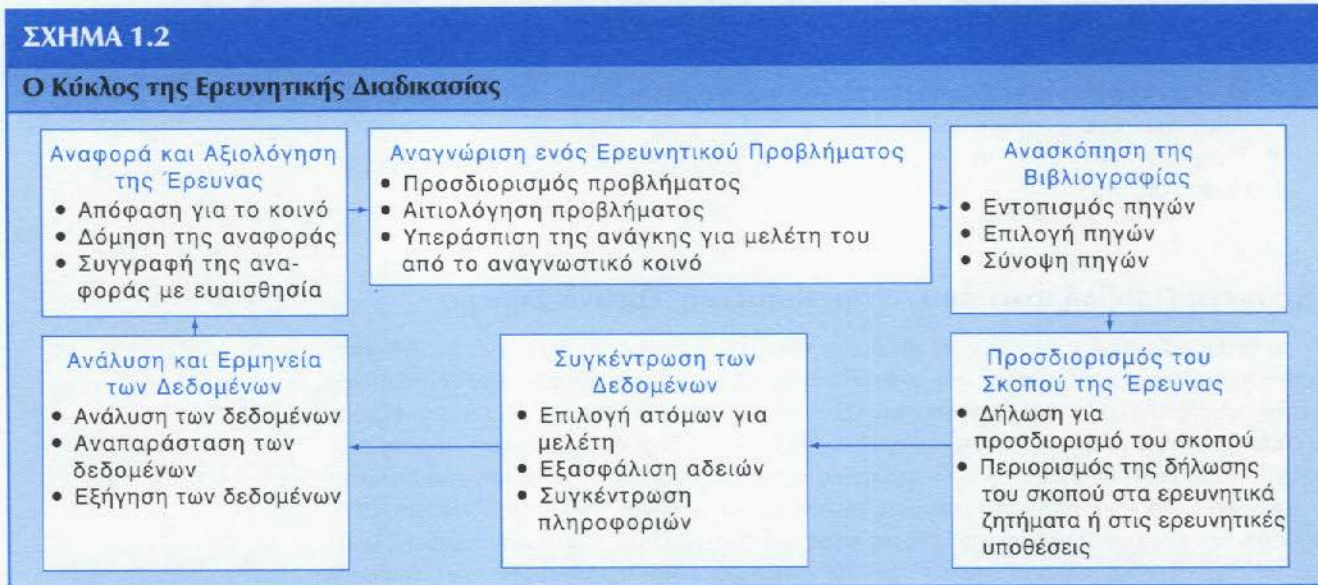 ΣΧΗΜΑ 1.2
Ο Κύκλος της Ερευνητικής Διαδικασίας
Αναφορά και Αξιολόγηση
της Έρευνας
• Απόφαση για το κοινό
• Δόμηση της αναφοράς
• Συγγραφή της ανα-
φοράς με ευαισθησία
Αναγνώριση ενός Ερευνητικού Προβλήματος
• Προσδιορισμός προβλήματος
• Αιτιολόγηση προβλήματος
• Υπεράσπιση της ανάγκης για μελέτη του
από το αναγνωστικό κοινό
Ανασκόπηση της
Βιβλιογραφίας
• Εντοπισμός πηγών
• Επιλογή πηγών
• Σύνοψη πηγών
Προσδιορισμός του
Σκοπού της Έρευνας
• Δήλωση για
προσδιορισμό του σκοπού
• Περιορισμός της δήλωσης
του σκοπού στα ερευνητικά
ζητήματα ή στις ερευνητικές
υποθέσεις
Συγκέντρωση των
Δεδομένων
• Επιλογή ατόμων για
μελέτη
• Εξασφάλιση αδειών
• Συγκέντρωση
πληροφοριών
Ανάλυση και Ερμηνεία
των Δεδομένων
• Ανάλυση των δεδομένων
• Αναπαράσταση των
δεδομένων
• Εξήγηση των δεδομένων